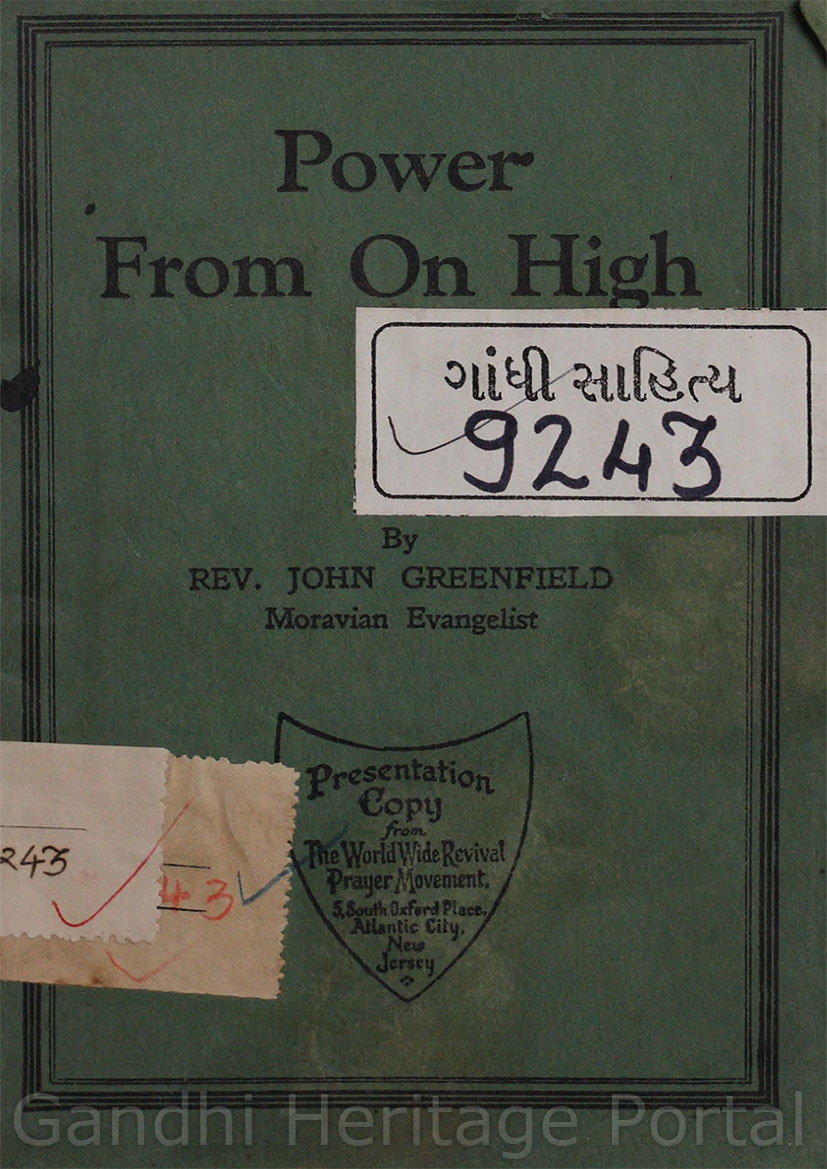 Power
From On High
ગાંધી સાહિત્ય
9243
By
REV. JOHN GREENFIELD
Moravian Evangelist
Presentation
Copy
from
The World Wide Revival
Prayer Movement.
5, South Oxford Place,
Atlantic City,
New
Jersey
243
43
Gandhi Heritage Portal